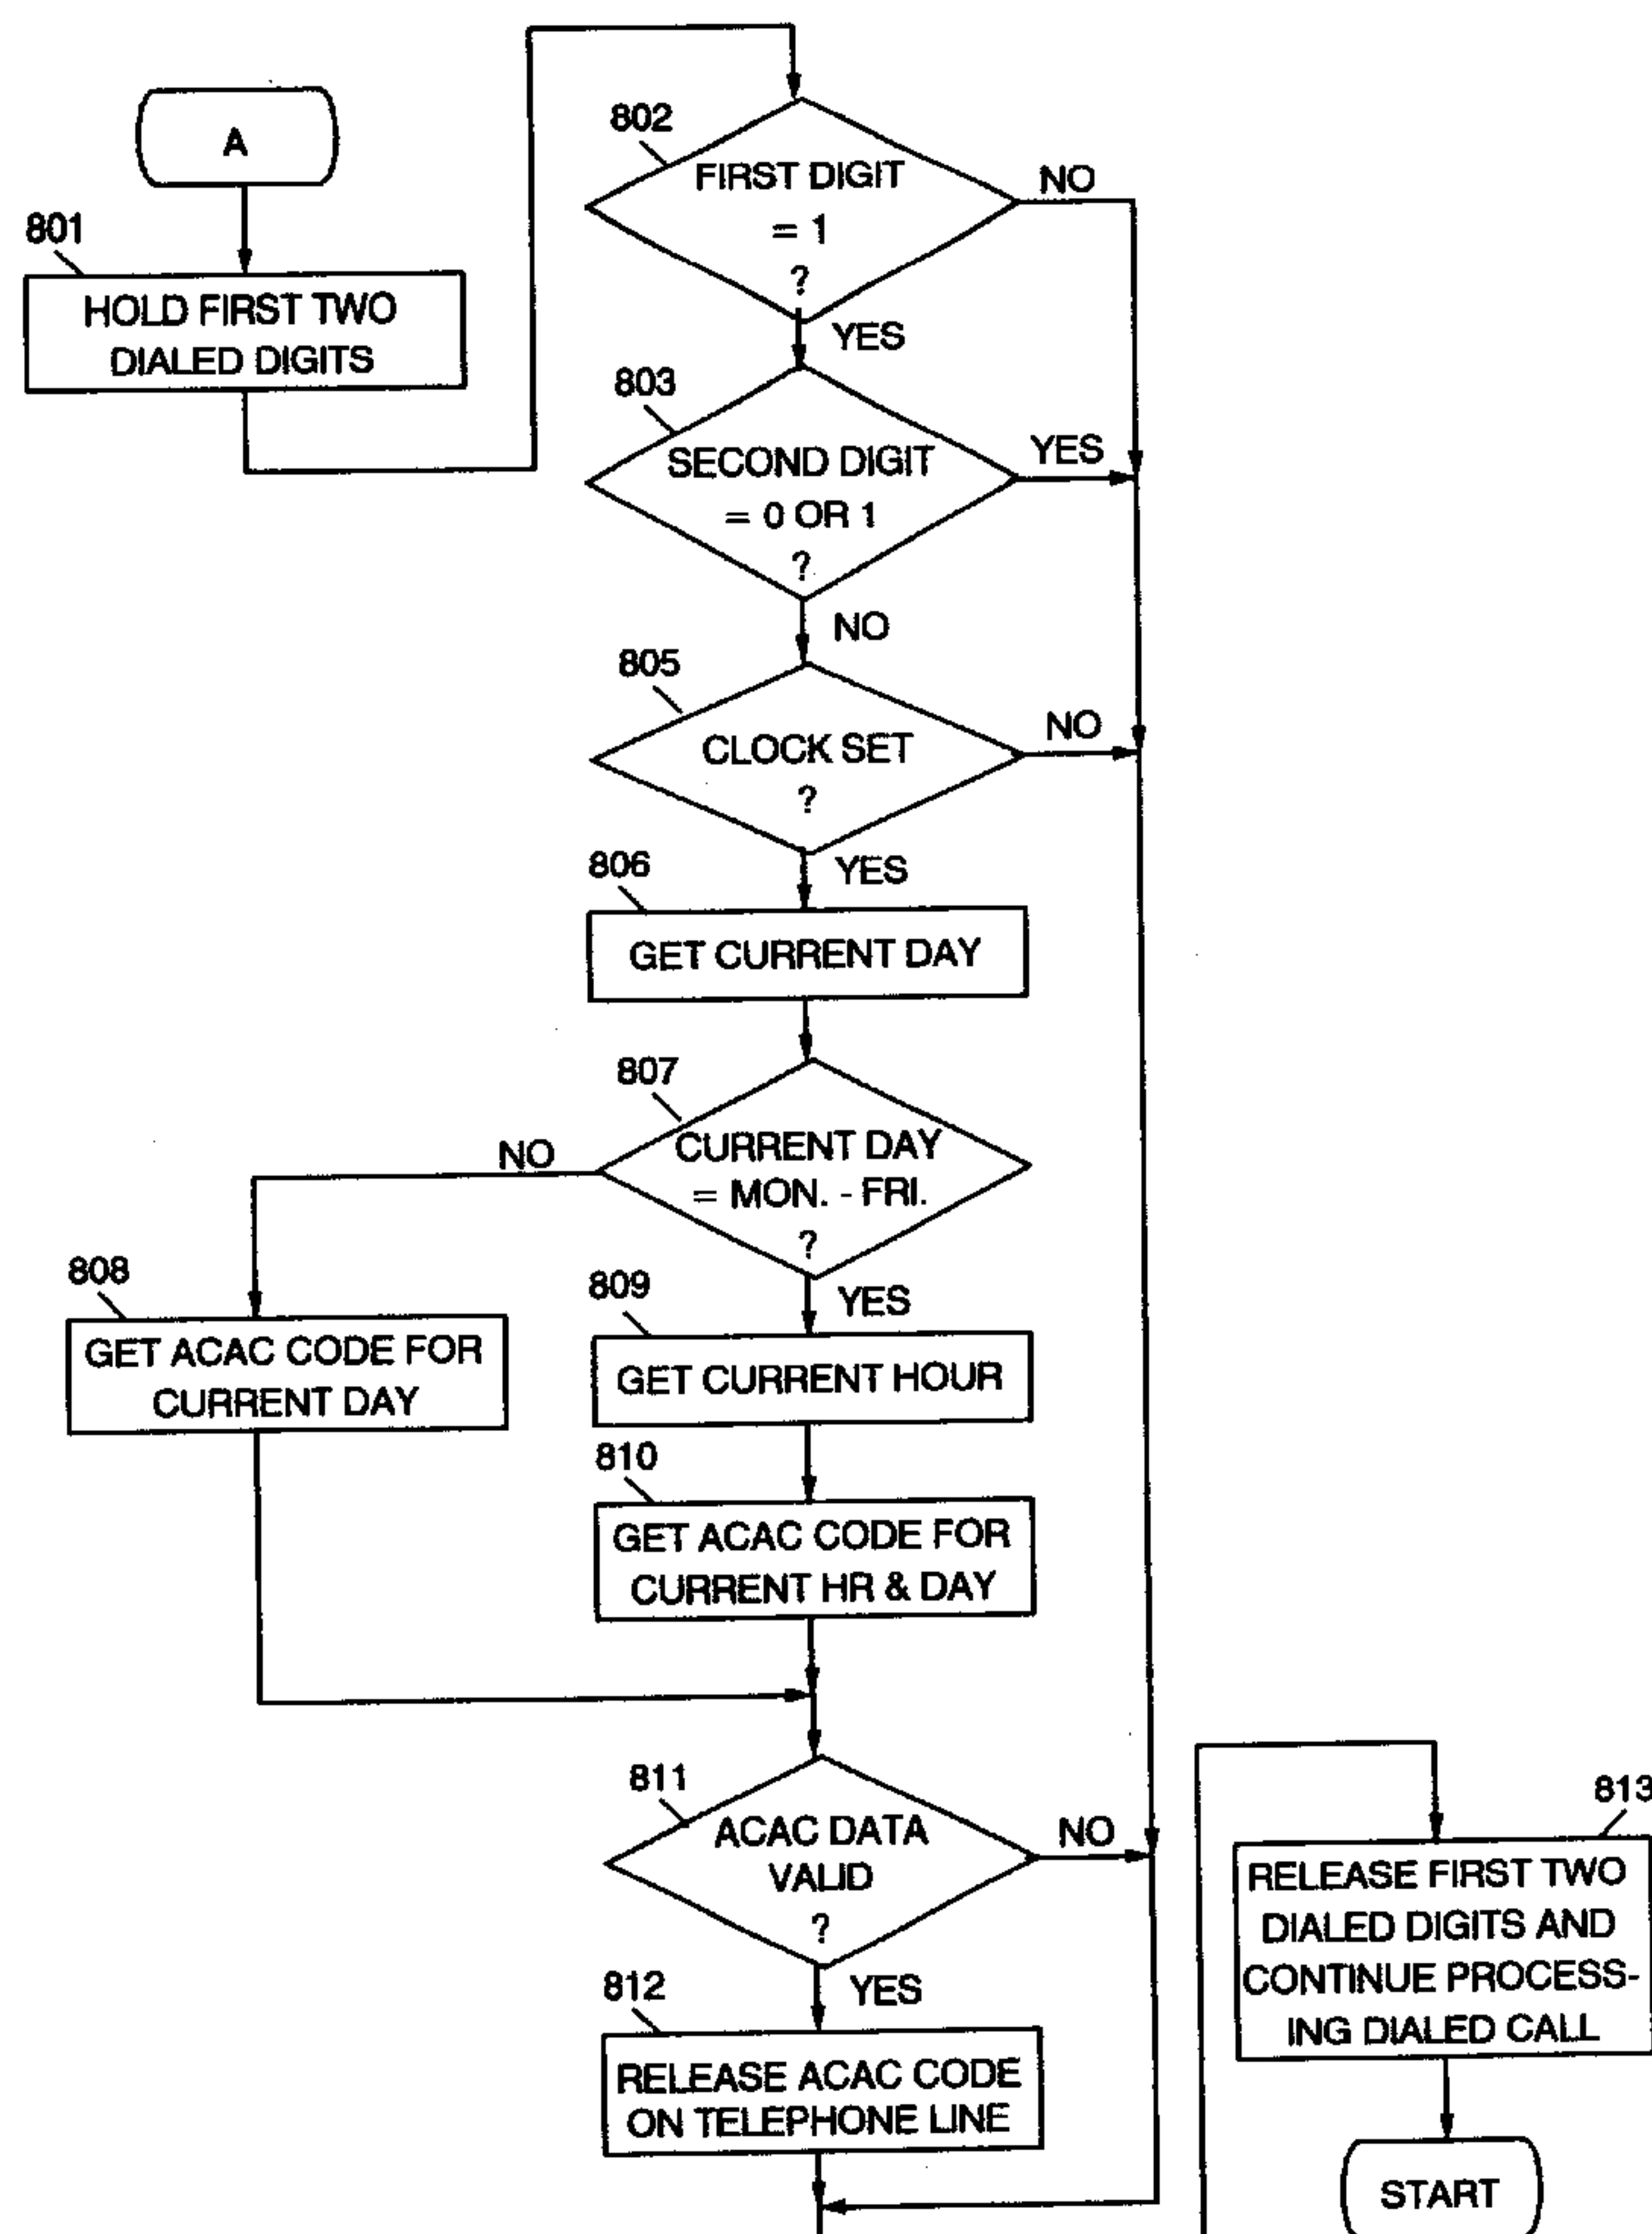 A
801
HOLD FIRST TWO
DIALED DIGITS
802
FIRST DIGIT
= 1
?
NO
YES
803
SECOND DIGIT
= 0 OR 1
?
YES
NO
805
CLOCK SET
?
NO
YES
806
GET CURRENT DAY
807
CURRENT DAY
= MON. - FRI.
?
NO
YES
808
GET ACAC CODE FOR
CURRENT DAY
809
GET CURRENT HOUR
810
GET ACAC CODE FOR
CURRENT HR & DAY
811
ACAC DATA
VALID
?
NO
YES
812
RELEASE ACAC CODE
ON TELEPHONE LINE
813
RELEASE FIRST TWO
DIALED DIGITS AND
CONTINUE PROCESS-
ING DIALED CALL
START